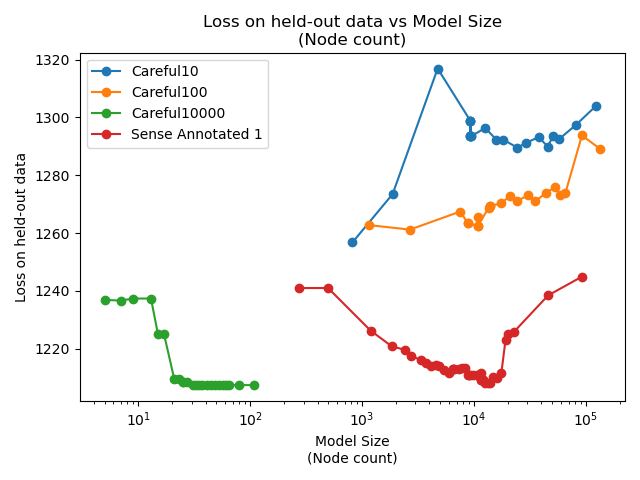 Loss on held-out data vs Model Size
(Node count)
Loss on held-out data
1320
1300
1280
1260
1240
1220
Careful10
Careful100
Careful10000
Sense Annotated 1
10¹ 10² 10³ 10⁴ 10⁵
Model Size
(Node count)